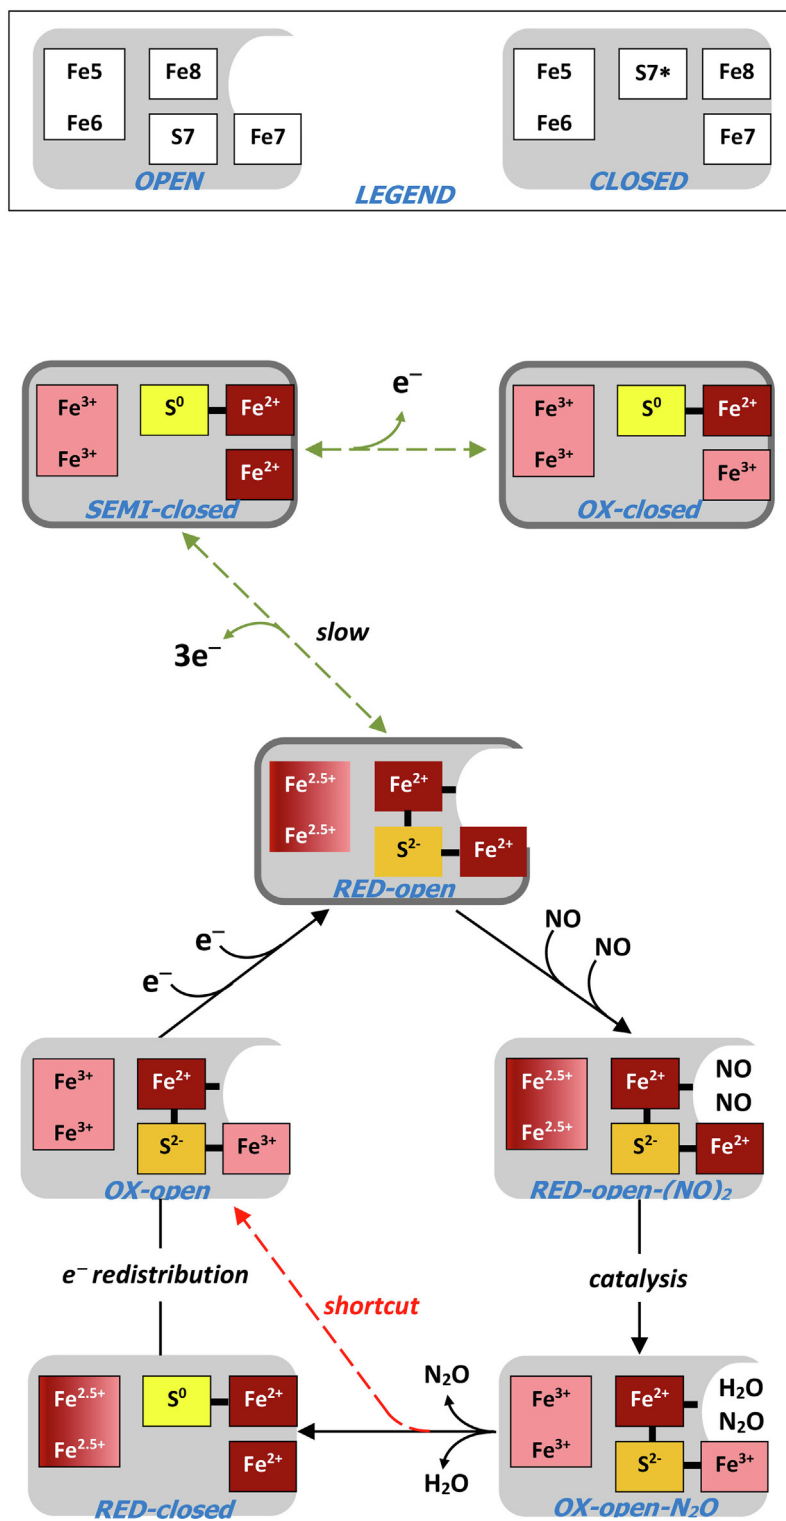 Fe5 Fe8
Fe6 S7 Fe7
OPEN
Fe5 S7* Fe8
Fe6 Fe7
CLOSED
LEGEND
Fe³⁺ S⁰ Fe²⁺
Fe³⁺ Fe²⁺
SEMI-closed
e⁻
Fe³⁺ S⁰ Fe²⁺
Fe³⁺ Fe³⁺
OX-closed
slow
3e⁻
Fe²·⁵⁺ Fe²⁺
Fe²·⁵⁺ S²⁻ Fe²⁺
RED-open
e⁻
e⁻
NO
NO
Fe³⁺ Fe²⁺
Fe³⁺ S²⁻ Fe³⁺
OX-open
Fe²·⁵⁺ Fe²⁺ NO
NO
Fe²·⁵⁺ S²⁻ Fe²⁺
RED-open-(NO)₂
e⁻ redistribution
shortcut
catalysis
Fe²·⁵⁺ S⁰ Fe²⁺
Fe²·⁵⁺ Fe²⁺
RED-closed
N₂O
H₂O
Fe³⁺ Fe²⁺ H₂O
N₂O
Fe³⁺ S²⁻ Fe³⁺
OX-open-N₂O